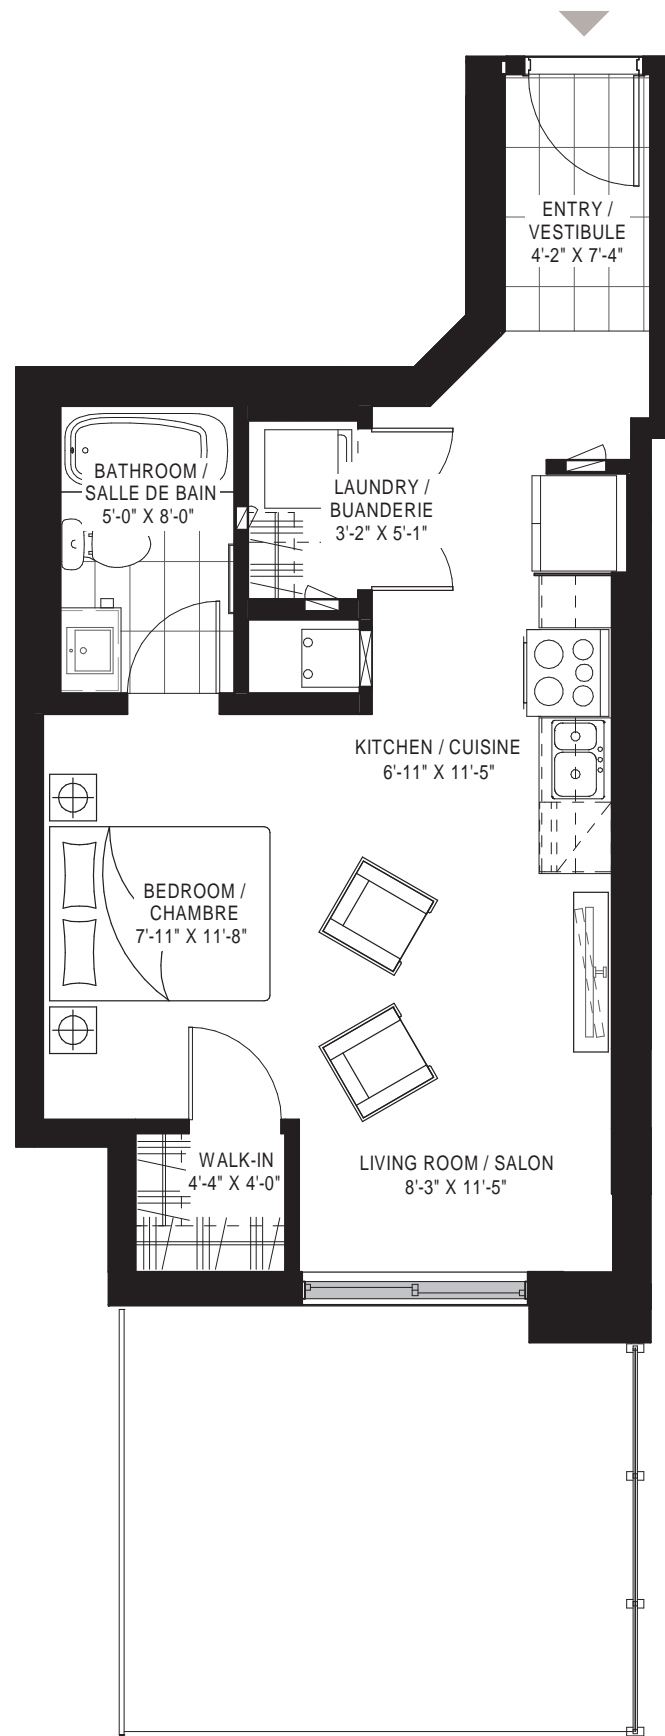 ENTRY /
VESTIBULE
4'-2" X 7'-4"
BATHROOM /
SALLE DE BAIN
5'-0" X 8'-0"
LAUNDRY /
BUANDERIE
3'-2" X 5'-1"
KITCHEN / CUISINE
6'-11" X 11'-5"
BEDROOM /
CHAMBRE
7'-11" X 11'-8"
WALK-IN
4'-4" X 4'-0"
LIVING ROOM / SALON
8'-3" X 11'-5"